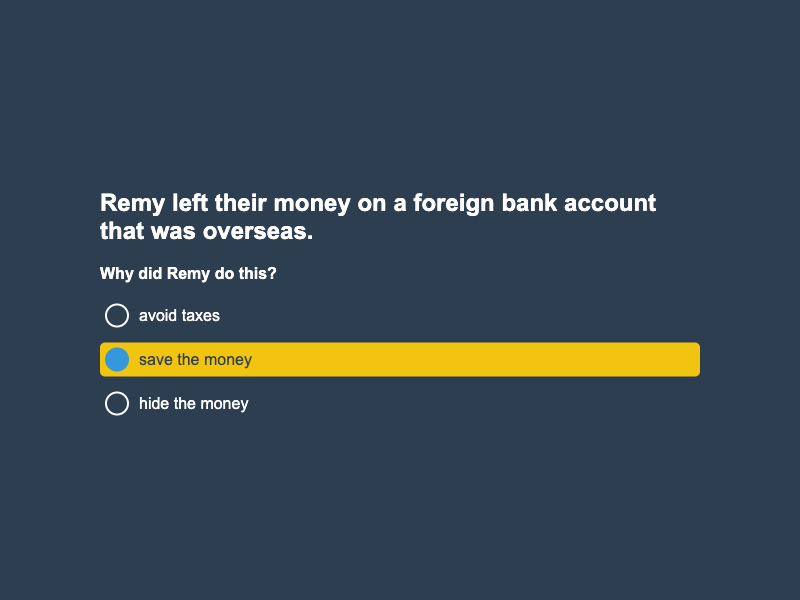 Remy left their money on a foreign bank account
that was overseas.
Why did Remy do this?
avoid taxes
save the money
hide the money